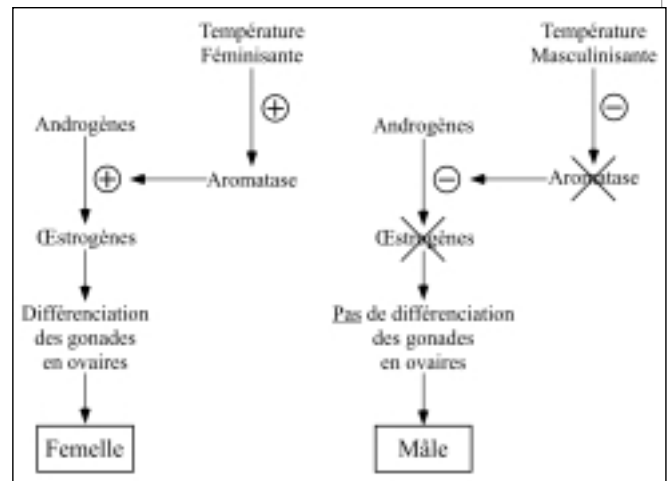 Température
Féminisante
⊕
Androgènes
⊕
Aromatase
Œstrogènes
Différenciation
des gonades
en ovaires
Femelle
Température
Masculinisante
⊖
Androgènes
⊖
Aromatase
Œstrogènes
Pas de différenciation
des gonades
en ovaires
Mâle